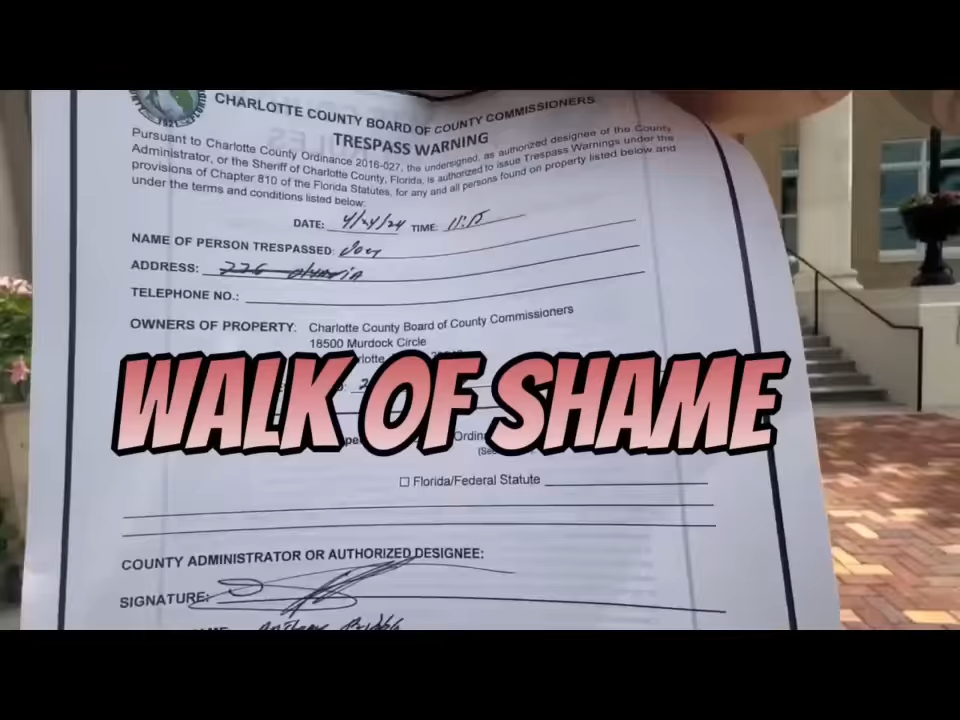 CHARLOTTE COUNTY BOARD OF COUNTY COMMISSIONERS
TRESPASS WARNING
Pursuant to Charlotte County Ordinance 2016-027, the undersigned, as authorized designee of the County
Administrator, or the Sheriff of Charlotte County, Florida, is authorized to issue Trespass Warnings under the
provisions of Chapter 810 of the Florida Statutes, for any and all persons found on property listed below and
under the terms and conditions listed below:
DATE: 4/24/24 TIME: 11:15
NAME OF PERSON TRESPASSED:
ADDRESS: 226
TELEPHONE NO.:
OWNERS OF PROPERTY: Charlotte County Board of County Commissioners
18500 Murdock Circle
WALK OF SHAME
Florida/Federal Statute
COUNTY ADMINISTRATOR OR AUTHORIZED DESIGNEE:
SIGNATURE: